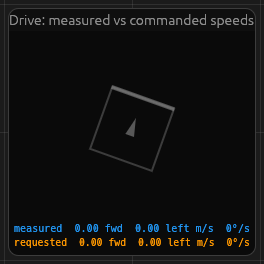 Drive: measured vs commanded speeds
measured 0.00 fwd 0.00 left m/s 0°/s
requested 0.00 fwd 0.00 left m/s 0°/s